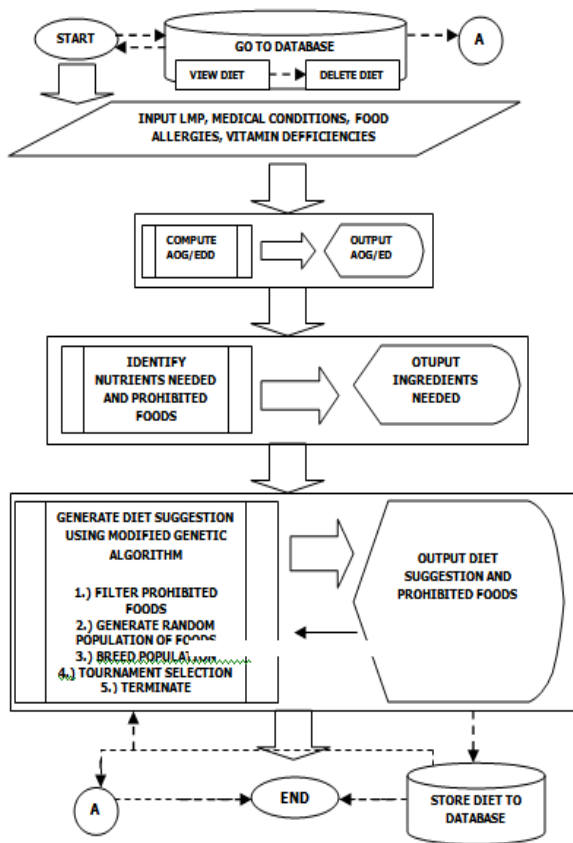 START
GO TO DATABASE
A
VIEW DIET
DELETE DIET
INPUT LMP, MEDICAL CONDITIONS, FOOD
ALLERGIES, VITAMIN DEFFICIENCIES
COMPUTE
AOG/EDD
OUTPUT
AOG/ED
IDENTIFY
NUTRIENTS NEEDED
AND PROHIBITED
FOODS
OTUPUT
INGREDIENTS
NEEDED
GENERATE DIET SUGGESTION
USING MODIFIED GENETIC
ALGORITHM
1.) FILTER PROHIBITED
FOODS
2.) GENERATE RANDOM
POPULATION OF FOODS
3.) BREED POPULATION
4.) TOURNAMENT SELECTION
5.) TERMINATE
OUTPUT DIET
SUGGESTION AND
PROHIBITED FOODS
A
END
STORE DIET TO
DATABASE